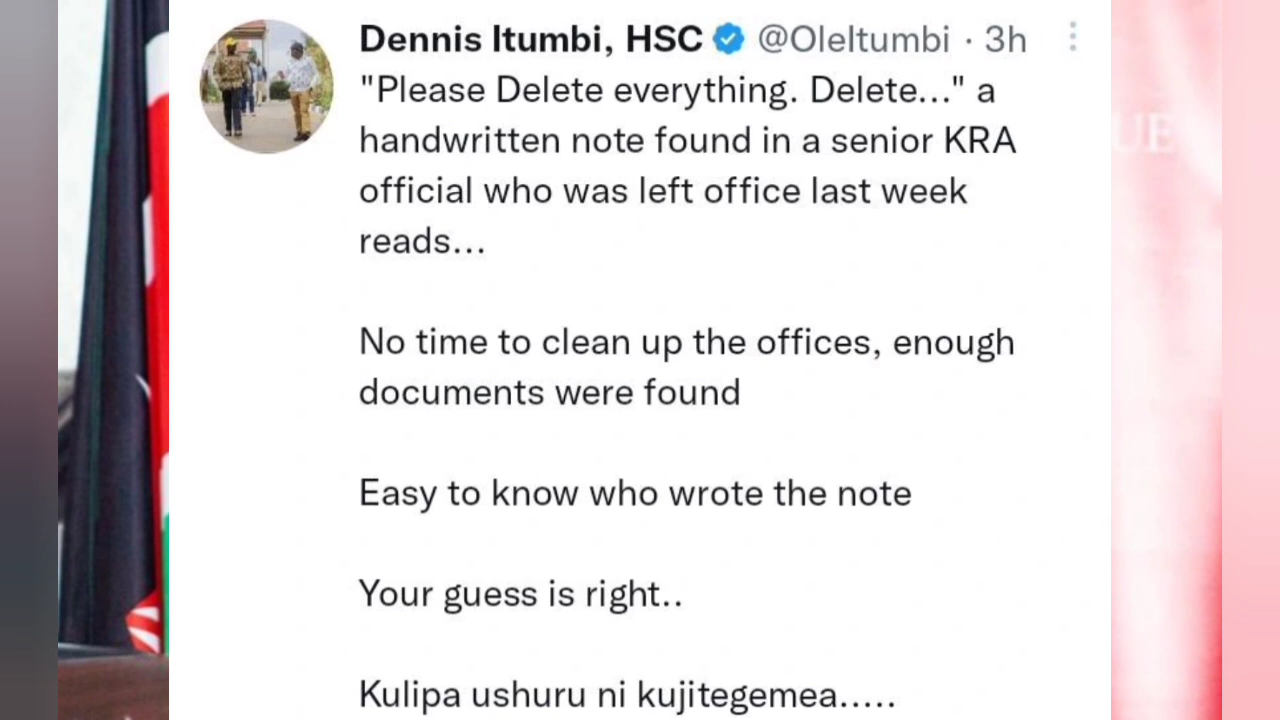 Dennis Itumbi, HSC @OleItumbi · 3h
"Please Delete everything. Delete..." a
handwritten note found in a senior KRA
official who was left office last week
reads...
No time to clean up the offices, enough
documents were found
Easy to know who wrote the note
Your guess is right..
Kulipa ushuru ni kujitegemea.....
UE